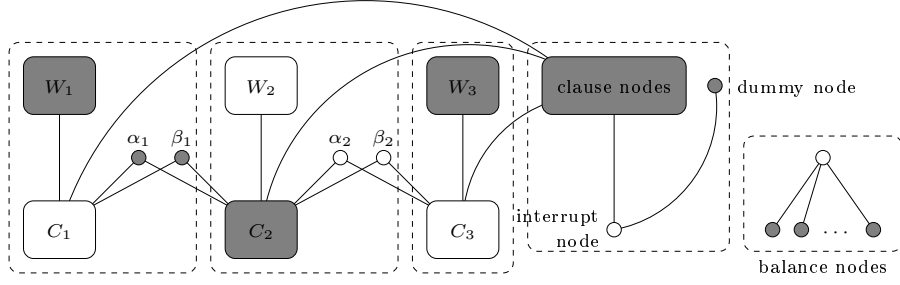 W₁
W₂
W₃
clause nodes
dummy node
α₁
β₁
α₂
β₂
C₁
C₂
C₃
interrupt
node
...
balance nodes